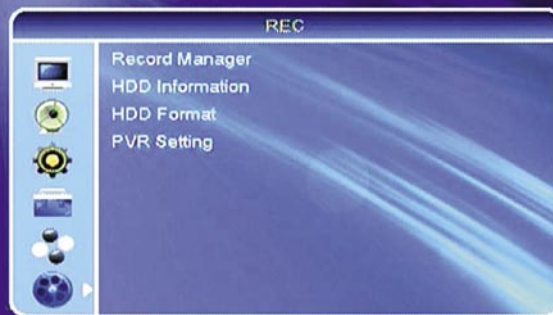 REC
Record Manager
HDD Information
HDD Format
PVR Setting